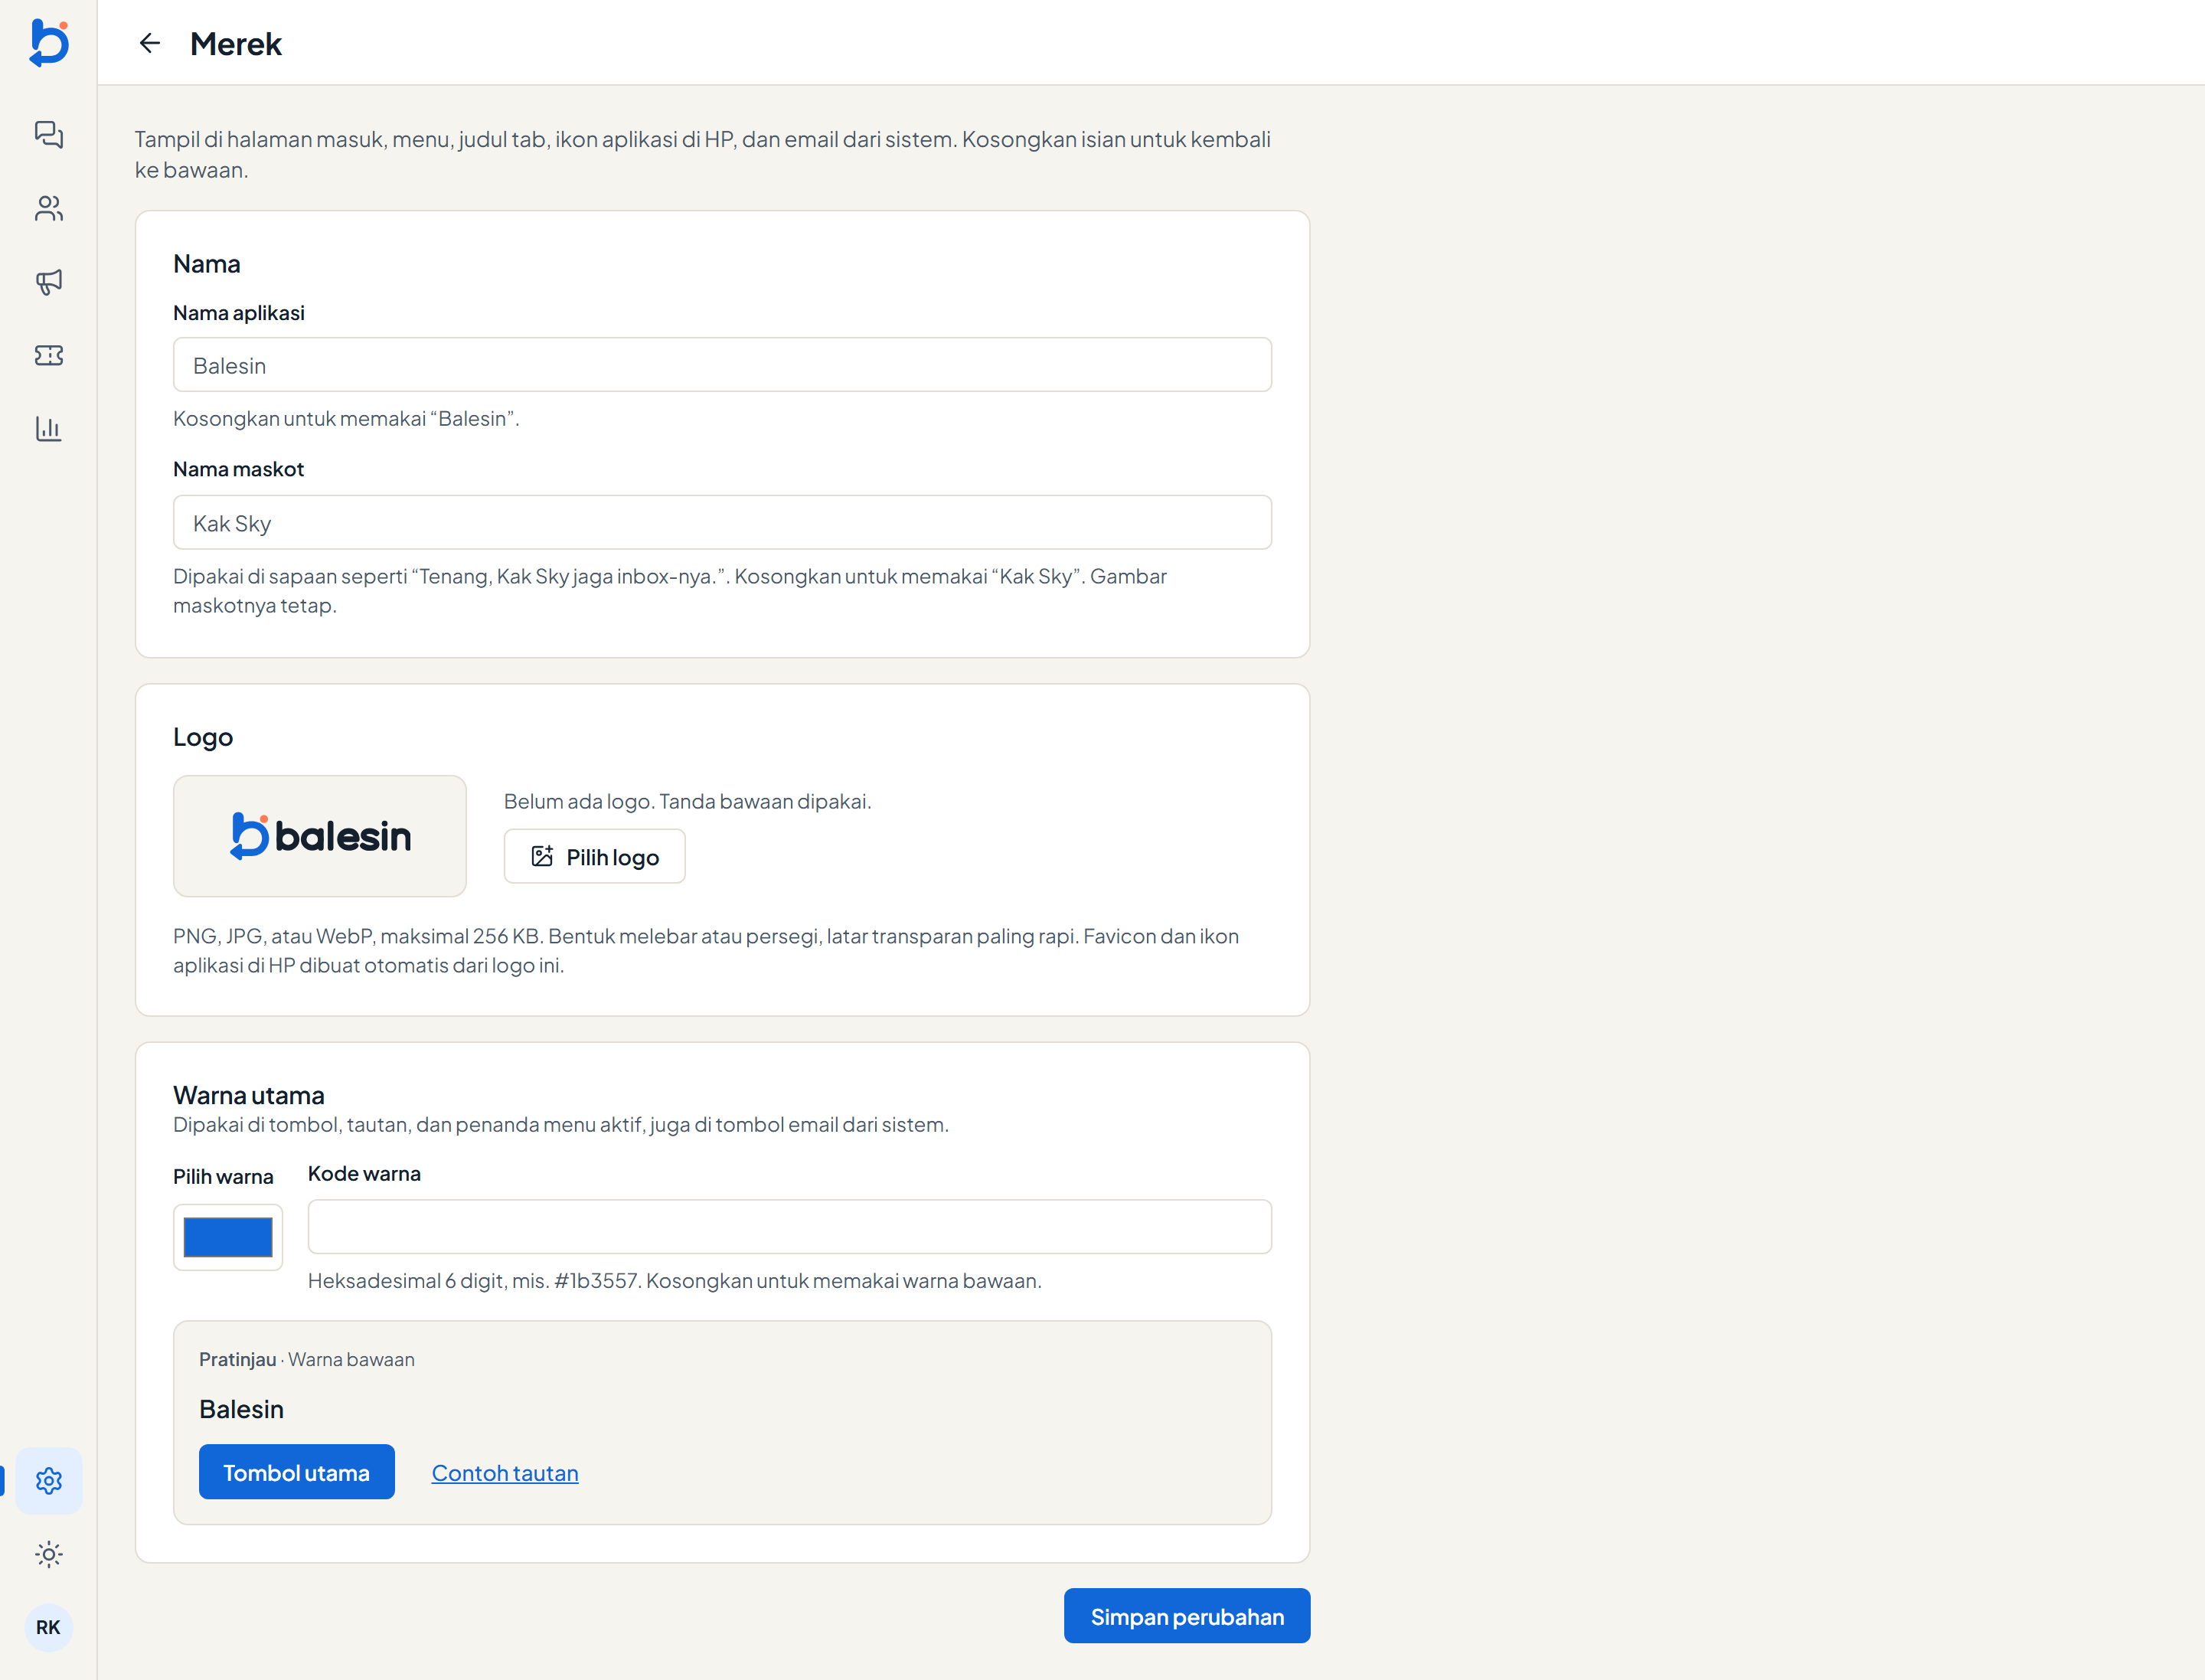 Merek
Tampil di halaman masuk, menu, judul tab, ikon aplikasi di HP, dan email dari sistem. Kosongkan isian untuk kembali
ke bawaan.
Nama
Nama aplikasi
Balesin
Kosongkan untuk memakai “Balesin”.
Nama maskot
Kak Sky
Dipakai di sapaan seperti “Tenang, Kak Sky jaga inbox-nya.”. Kosongkan untuk memakai “Kak Sky”. Gambar
maskotnya tetap.
Logo
balesin
Belum ada logo. Tanda bawaan dipakai.
Pilih logo
PNG, JPG, atau WebP, maksimal 256 KB. Bentuk melebar atau persegi, latar transparan paling rapi. Favicon dan ikon
aplikasi di HP dibuat otomatis dari logo ini.
Warna utama
Dipakai di tombol, tautan, dan penanda menu aktif, juga di tombol email dari sistem.
Pilih warna
Kode warna
Heksadesimal 6 digit, mis. #1b3557. Kosongkan untuk memakai warna bawaan.
Pratinjau · Warna bawaan
Balesin
Tombol utama
Contoh tautan
RK
Simpan perubahan